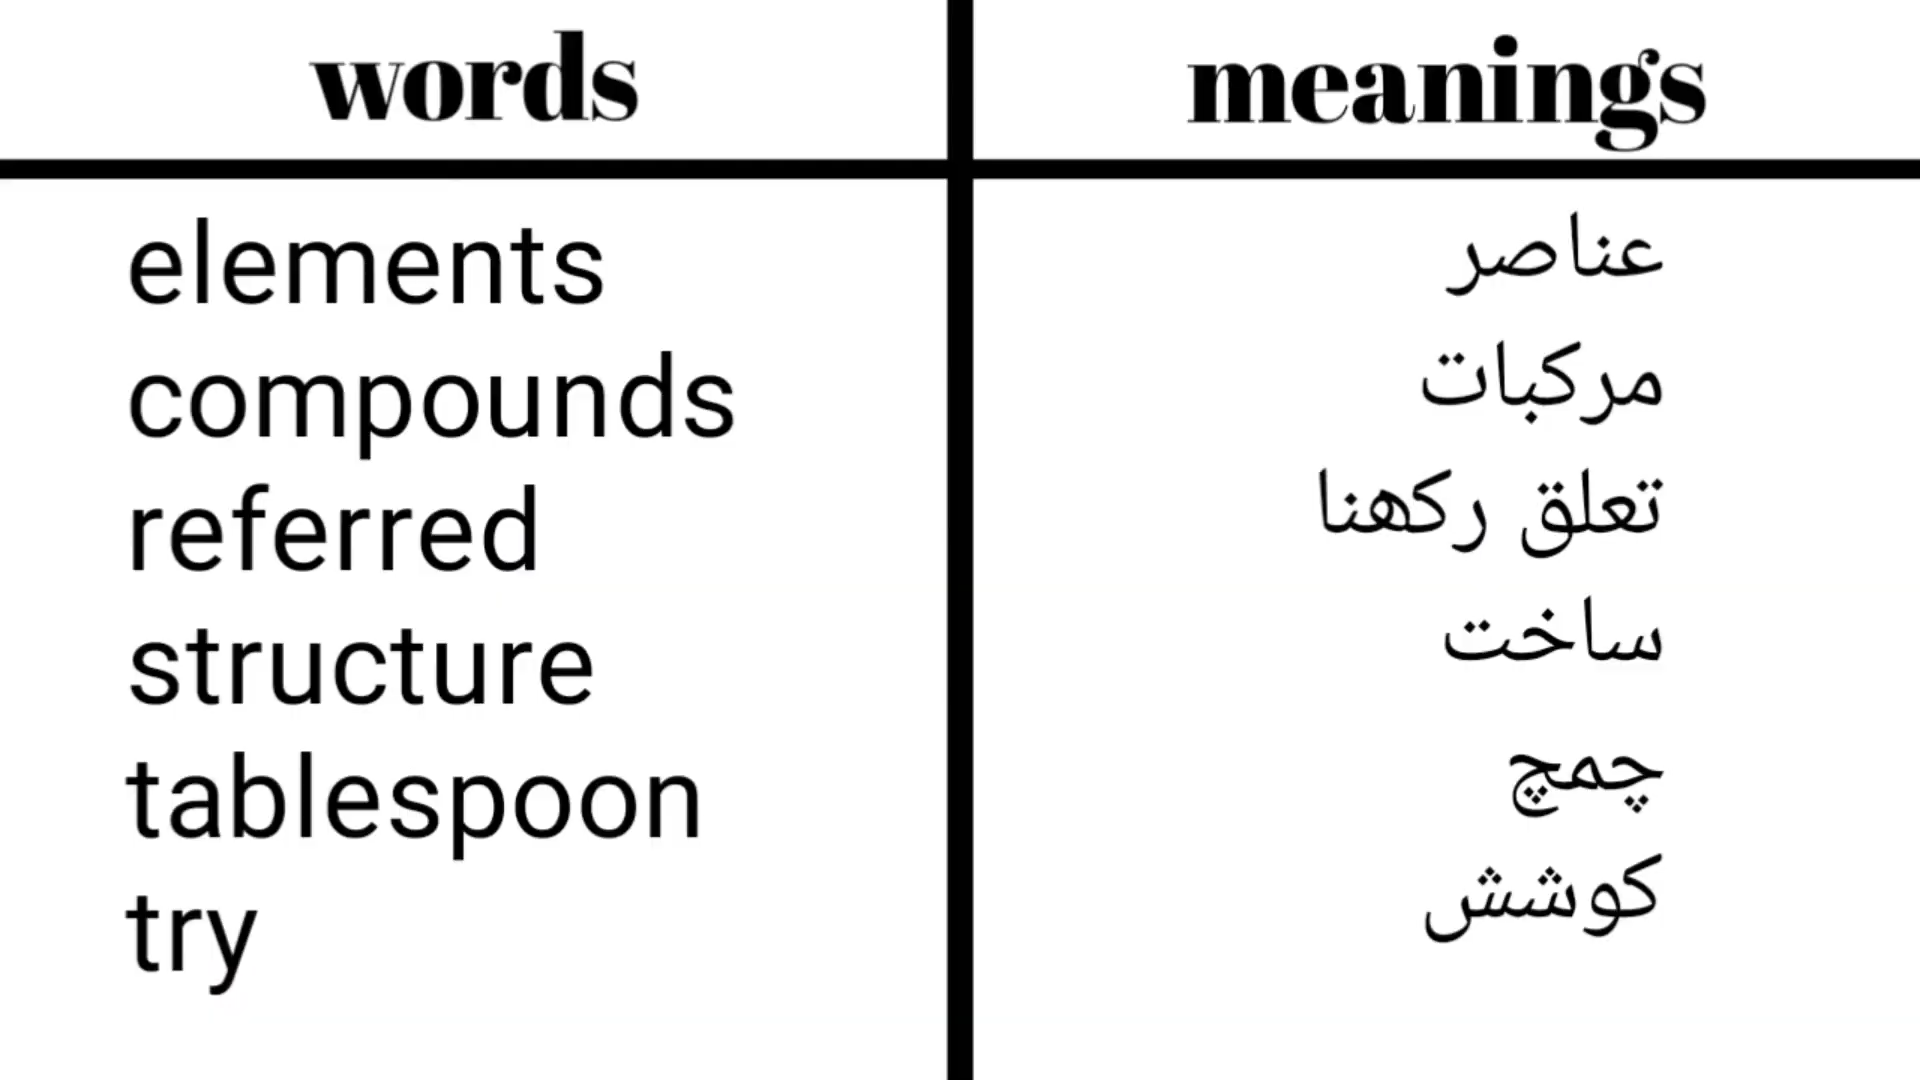 words meanings
elements عناصر
compounds مرکبات
referred تعلق رکھنا
structure ساخت
tablespoon چمچ
try کوشش